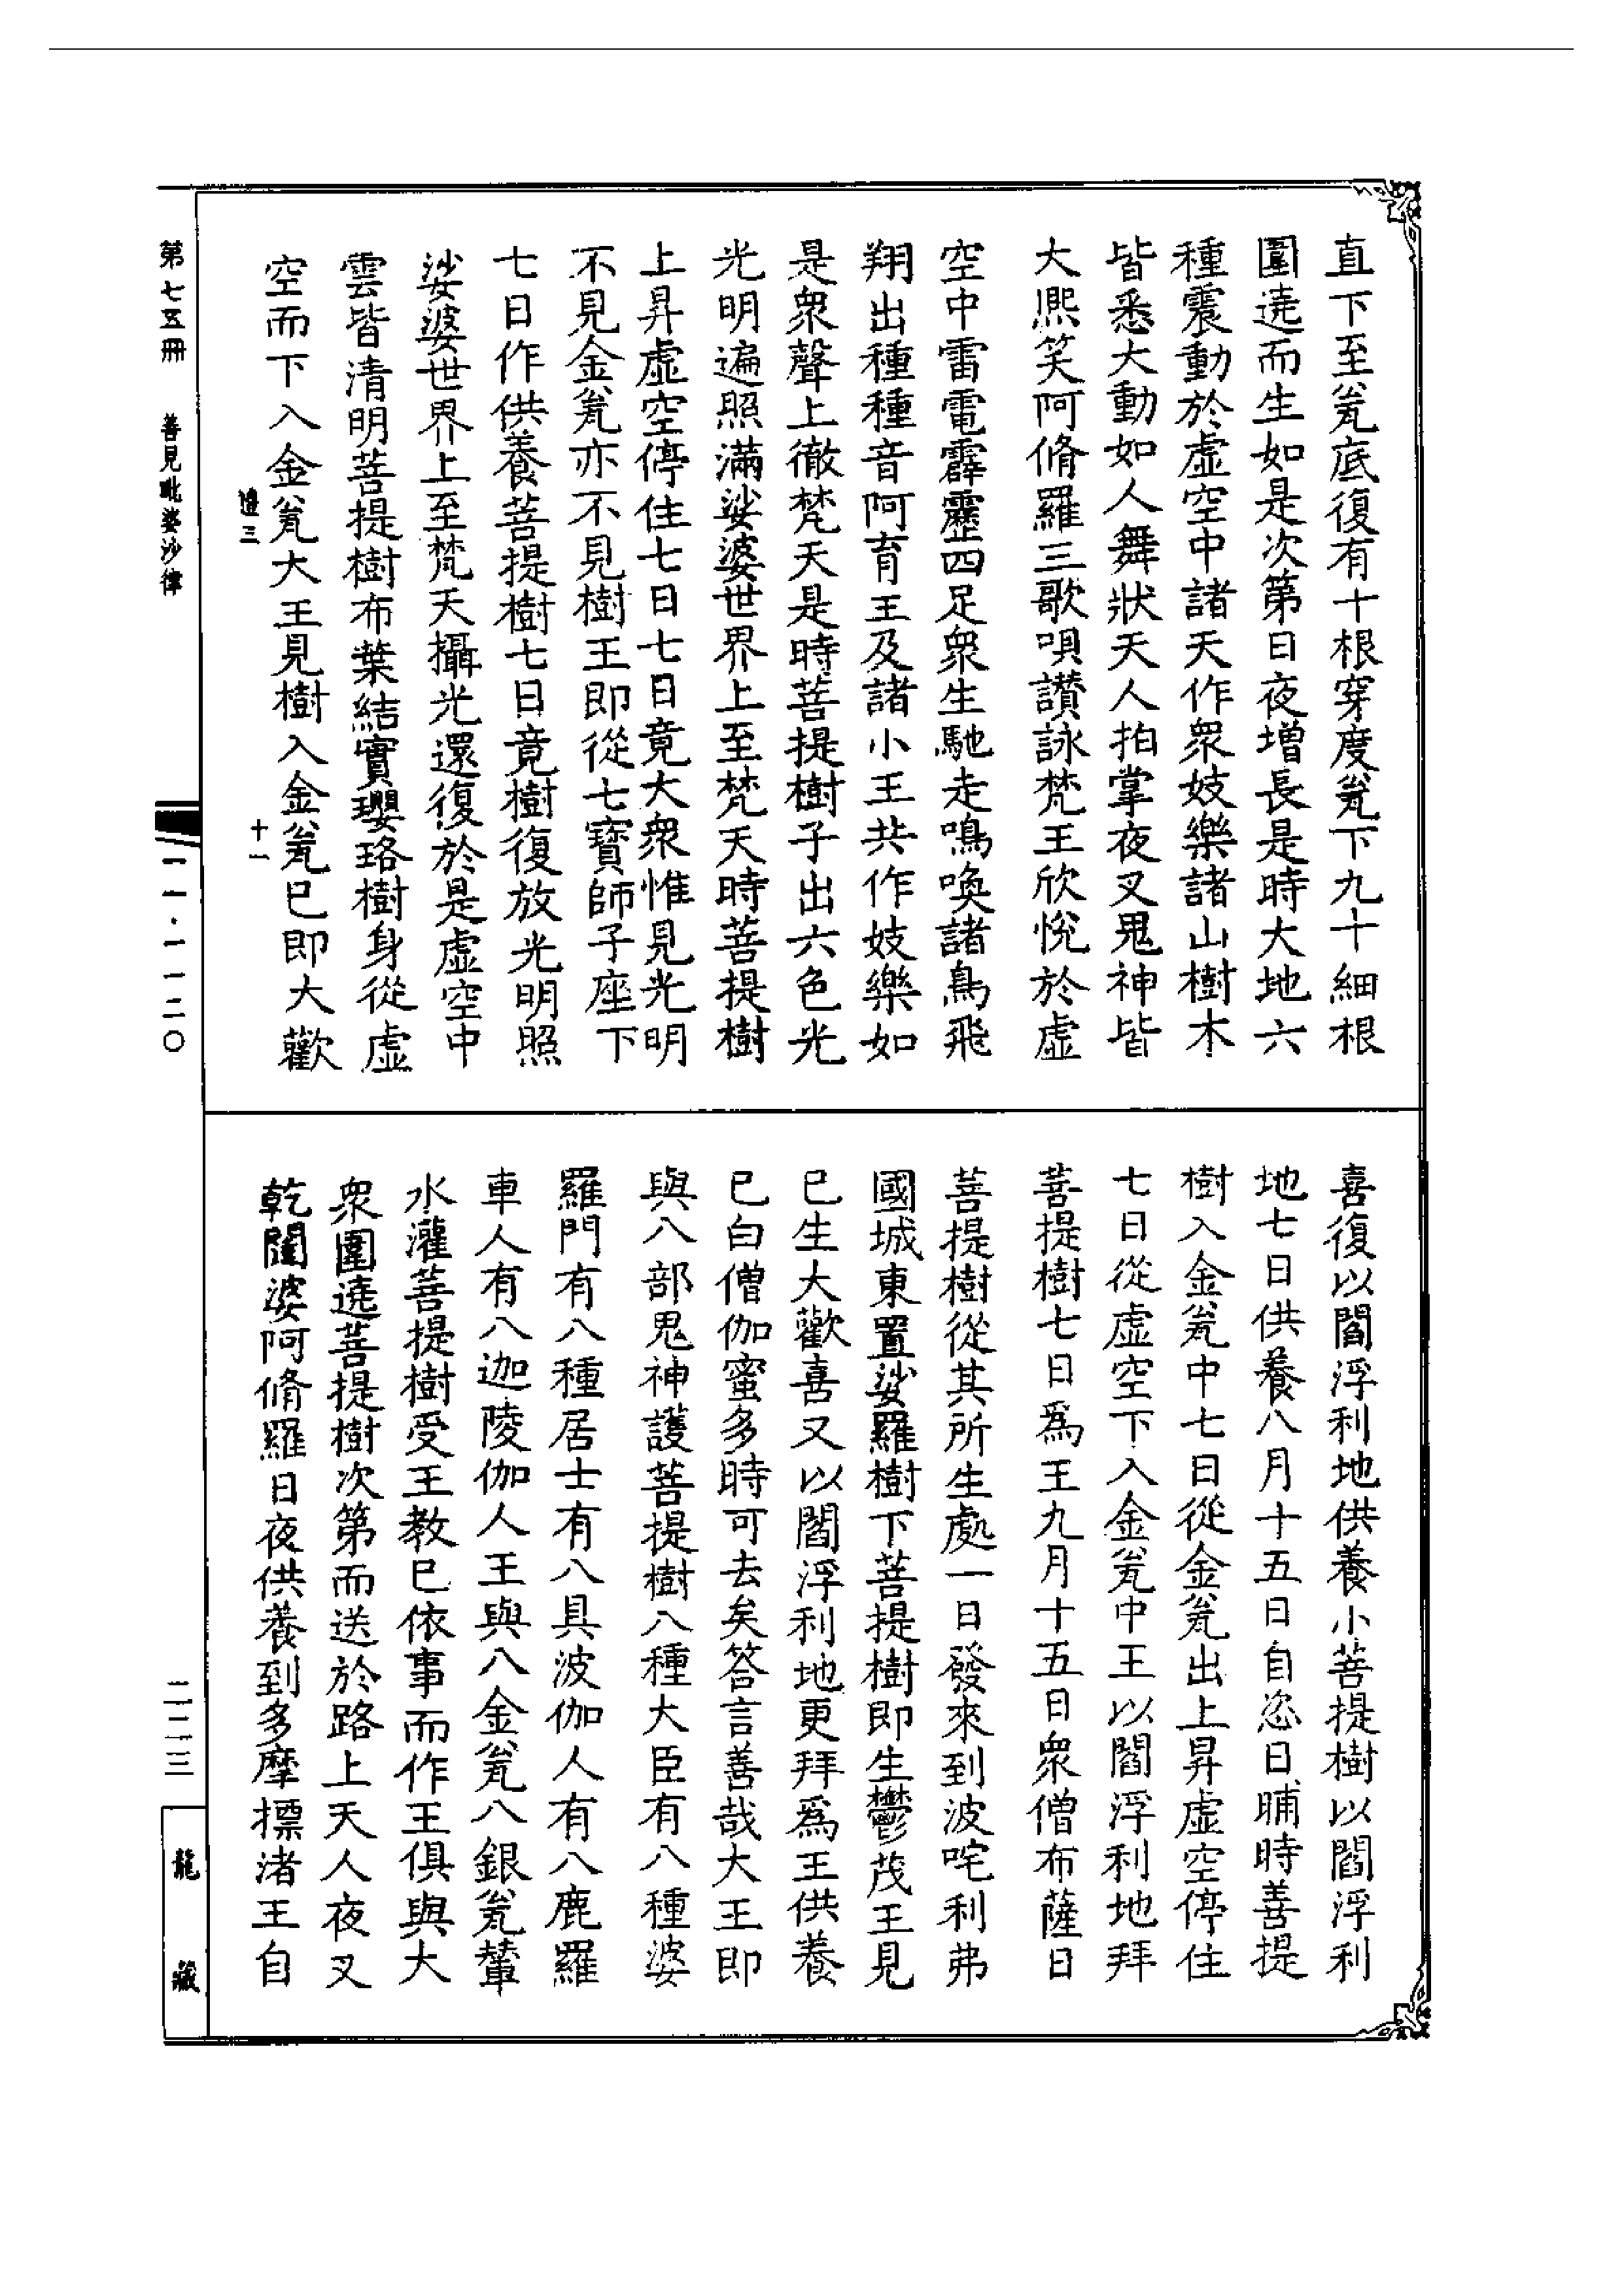 直下至瓮底復有十根穿度瓮下九十細根
圍遶而生如是次第日夜增長是時大地六
種震動於虛空中諸天作衆妓樂諸山樹木
皆悉大動如人舞狀天人拍掌夜叉鬼神皆
大熈笑阿脩羅三歌唄讃詠梵王欣悅於虛
空中雷電霹靂四足衆生馳走鳴喚諸鳥飛
翔出種種音阿育王及諸小王共作妓樂如
是衆聲上徹梵天是時菩提樹子出六色光
光明遍照滿娑婆世界上至梵天時菩提樹
上昇虛空停住七日七日竟大衆惟見光明
不見金瓮亦不見樹王即從七寶師子座下
七日作供養菩提樹七日竟樹復放光明照
娑婆世界上至梵天攝光還復於是虛空中
雲皆清明菩提樹布葉結實瓔珞樹身從虛
空而下入金瓮大王見樹入金瓮巳即大歡
喜復以閻浮利地供養小菩提樹以閻浮利
地七日供養八月十五日自恣日晡時菩提
樹入金瓮中七日從金瓮出上昇虛空停住
七日從虛空下入金瓮中王以閻浮利地拜
菩提樹七日爲王九月十五日衆僧布薩日
菩提樹從其所生處一日發來到波吒利弗
國城東置娑羅樹下菩提樹即生鬱茂王見
巳生大歡喜又以閻浮利地更拜爲王供養
巳白僧伽蜜多時可去矣答言善哉大王即
與八部鬼神護菩提樹八種大臣有八種婆
羅門有八種居士有八具波伽人有八鹿羅
車人有八迦陵伽人王與八金瓮八銀瓮輦
水灌菩提樹受王教巳依事而作王俱與大
衆圍遶菩提樹次第而送於路上天人夜叉
乾闥婆阿脩羅日夜供養到多摩摽渚王自
第七五冊 善見毗婆沙律
邅三 十一
一一·一一二〇
二二三
龍藏